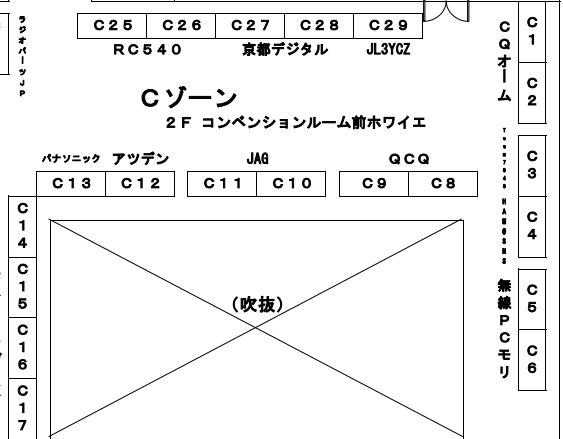 C25 C26 C27 C28 C29
RC540 京都デジタル JL3YCZ
ラジオパーツJP
CQオーム
C1
C2
Cゾーン
2F コンペンションルーム前ホワイエ
パナソニック アツデン JAG QCQ
C13 C12 C11 C10 C9 C8
C3
C4
C14
C15
C16
C17
(吹抜)
無線PCモリ
C5
C6